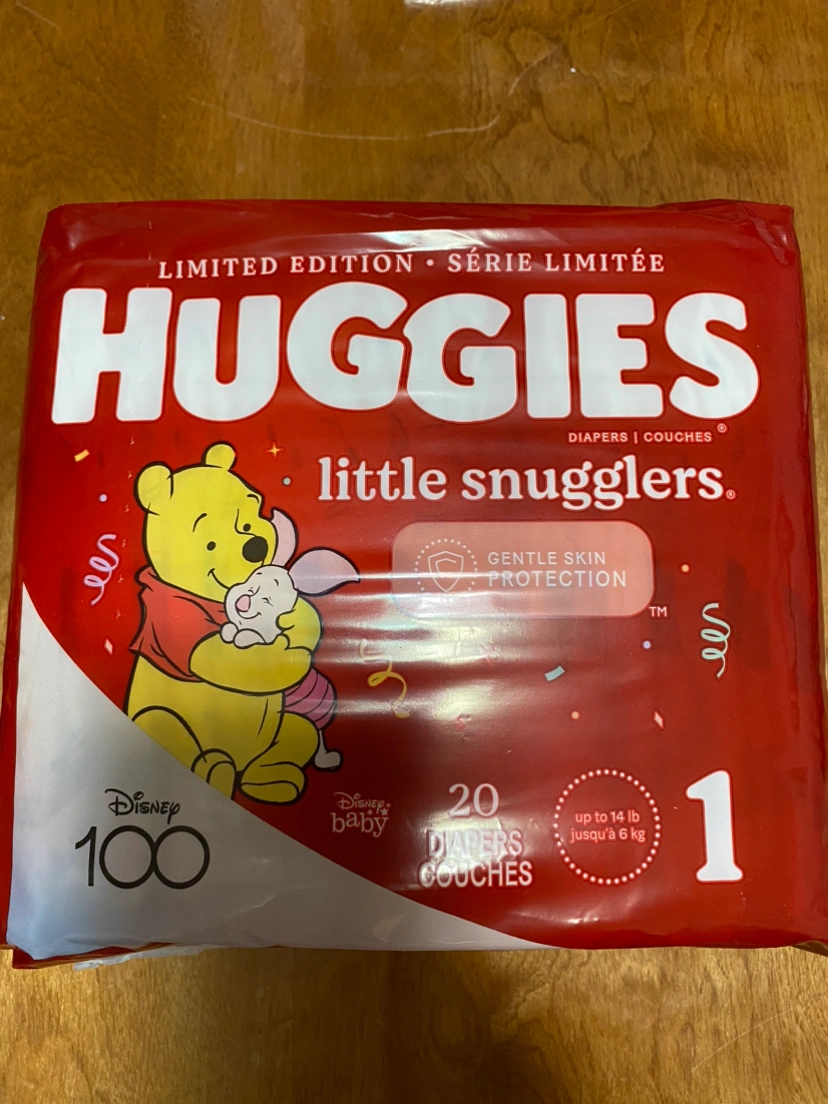 LIMITED EDITION • SÉRIE LIMITÉE
HUGGIES®
DIAPERS | COUCHES
little snugglers®
GENTLE SKIN
PROTECTION
TM
Disney
100
Disney
baby
20
DIAPERS
COUCHES
up to 14 lb
jusqu'à 6 kg
1